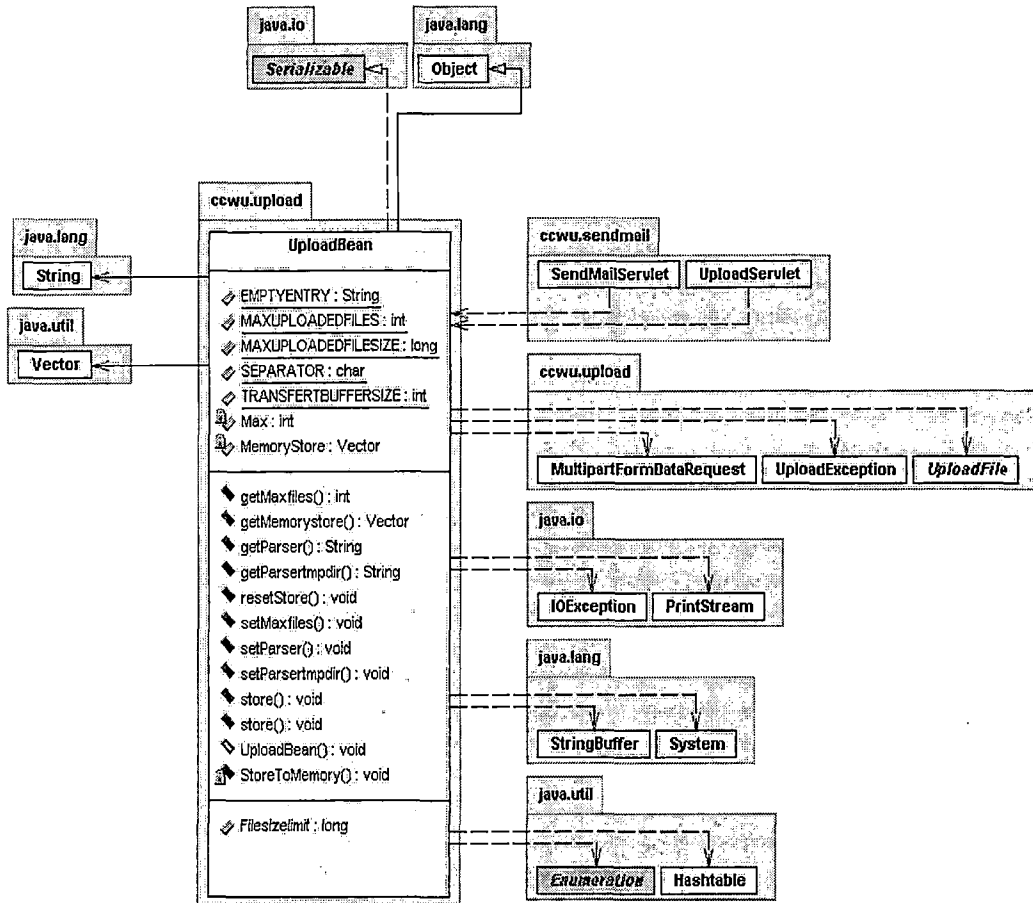 java.io
java.lang
Serializable
Object
ccwu.upload
UploadBean
java.lang
String
java.util
Vector
EMPTYENTRY : String
MAXUPLOADEDFILES : int
MAXUPLOADEDFILESIZE : long
SEPARATOR : char
TRANSFERTBUFFERSIZE : int
Max : int
MemoryStore : Vector
getMaxfiles() : int
getMemorystore() : Vector
getParser() : String
getParsertmpdir() : String
resetStore() : void
setMaxfiles() : void
setParser() : void
setParsertmpdir() : void
store() : void
store() : void
UploadBean() : void
StoreToMemory() : void
Filesizelimit : long
ccwu.sendmail
SendMailServlet
UploadServlet
ccwu.upload
MultipartFormDataRequest
UploadException
UploadFile
java.io
IOException
PrintStream
java.lang
StringBuffer
System
java.util
Enumeration
Hashtable